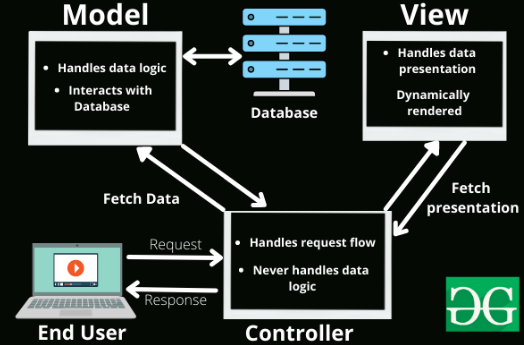 Model
View
Handles data logic
Interacts with
Database
Database
Handles data
presentation
Dynamically
rendered
Fetch Data
Fetch
presentation
Request
Response
Handles request flow
Never handles data
logic
End User
Controller